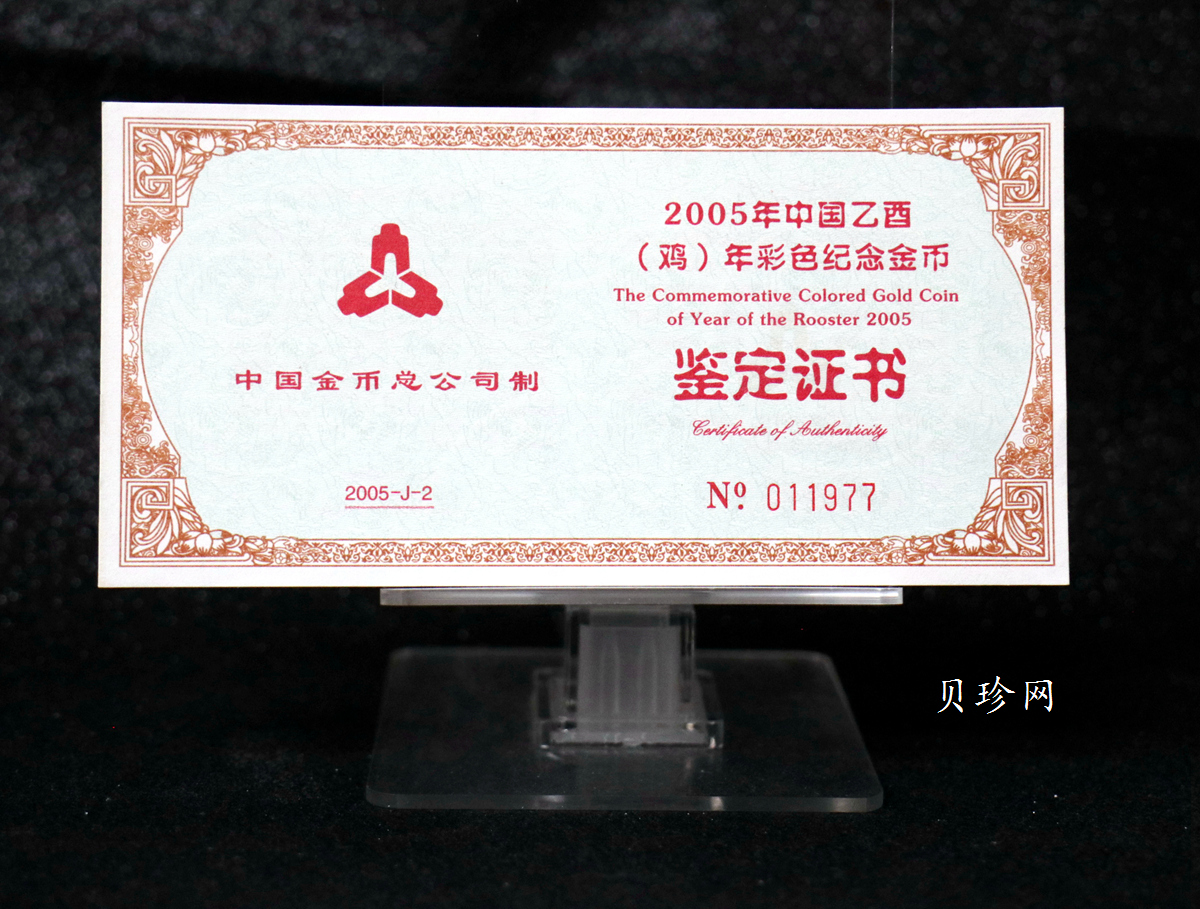 中国金币总公司制
2005-J-2
2005年中国乙酉
（鸡）年彩色纪念金币
The Commemorative Colored Gold Coin
of Year of the Rooster 2005
鉴定证书
Certificate of Authenticity
Nº 011977
贝珍网